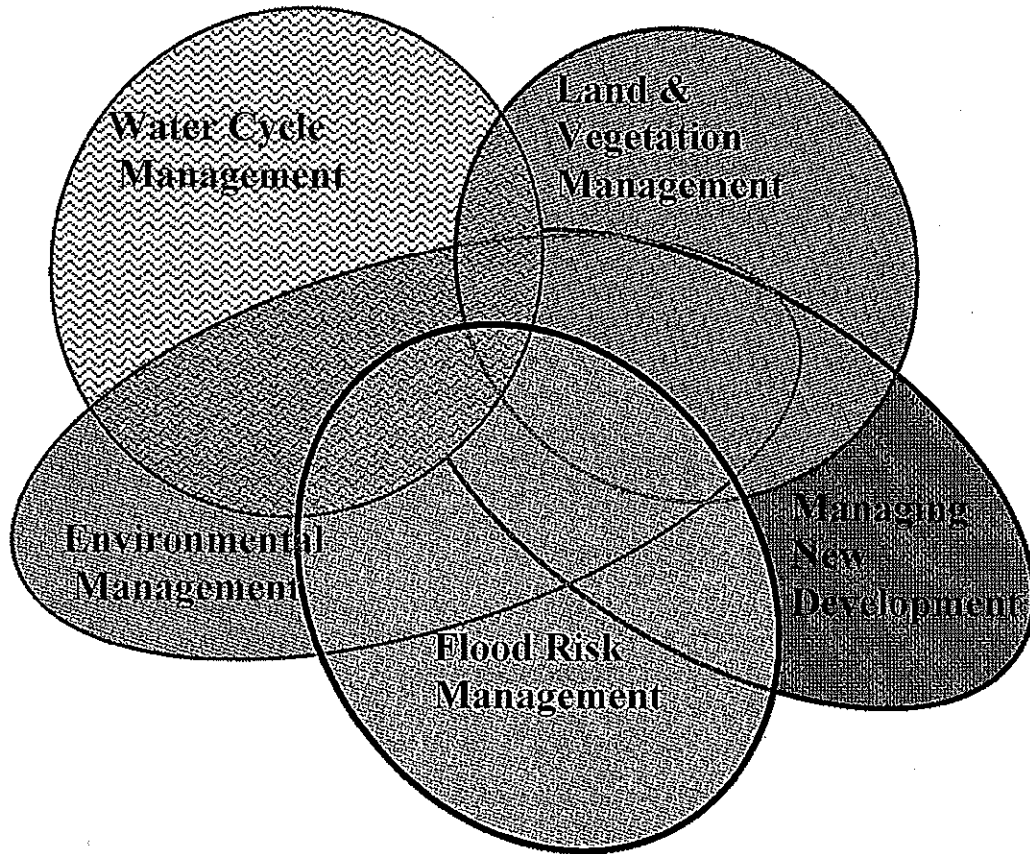 Water Cycle
Management
Land &
Vegetation
Management
Environmental
Management
Managing
New
Development
Flood Risk
Management